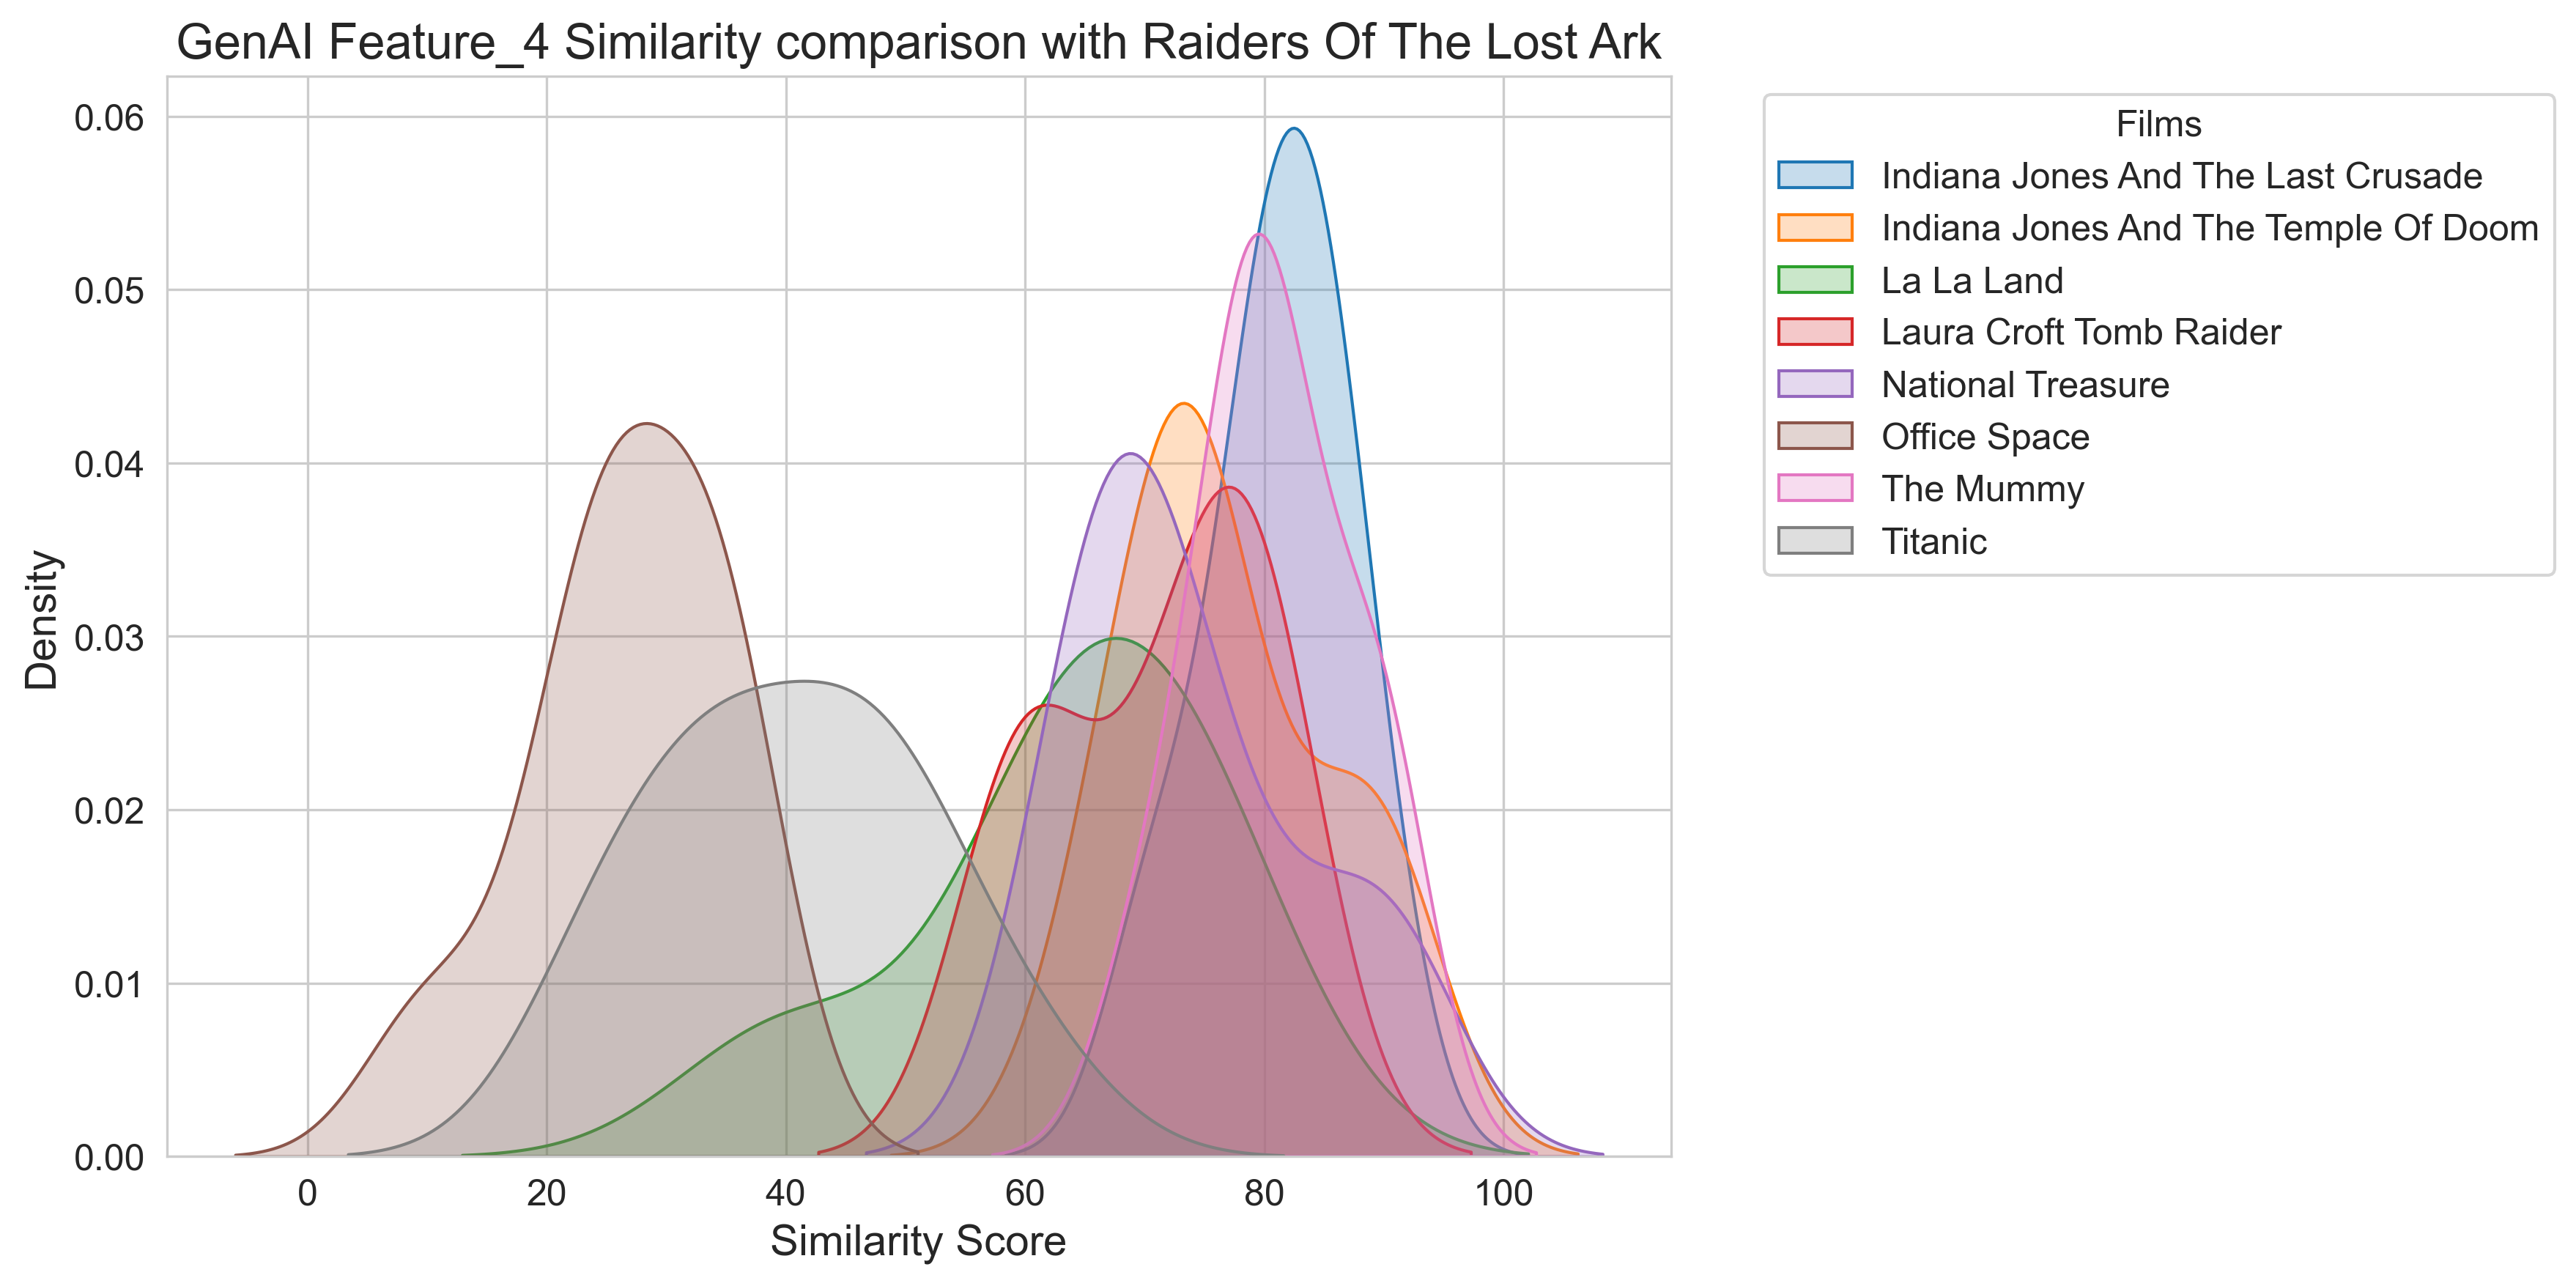 GenAI Feature_4 Similarity comparison with Raiders Of The Lost Ark
0.06
0.05
0.04
0.03
0.02
0.01
0.00
Density
0 20 40 60 80 100
Similarity Score
Films
Indiana Jones And The Last Crusade
Indiana Jones And The Temple Of Doom
La La Land
Laura Croft Tomb Raider
National Treasure
Office Space
The Mummy
Titanic